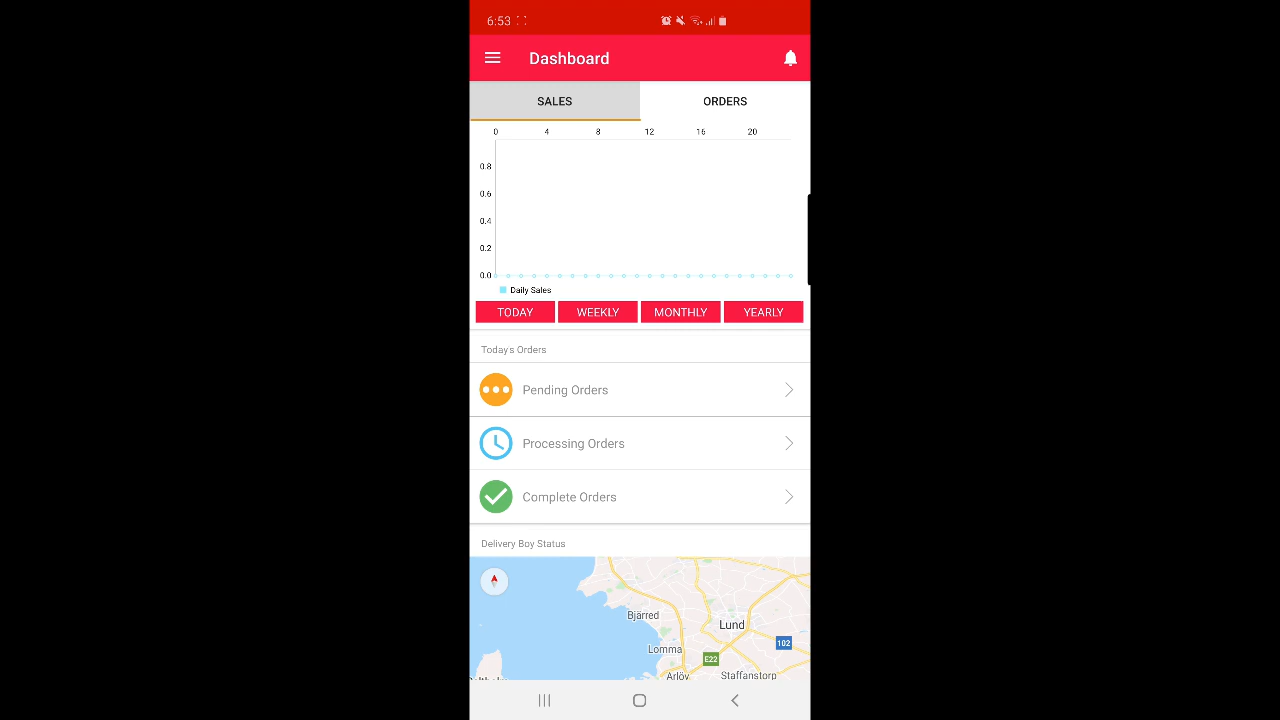 6:53
Dashboard
SALES ORDERS
0 4 8 12 16 20
0.8
0.6
0.4
0.2
0.0
Daily Sales
TODAY WEEKLY MONTHLY YEARLY
Today's Orders
Pending Orders
Processing Orders
Complete Orders
Delivery Boy Status
Bjärred
Lund
102
Lomma
E22
Arlöv Staffanstorp